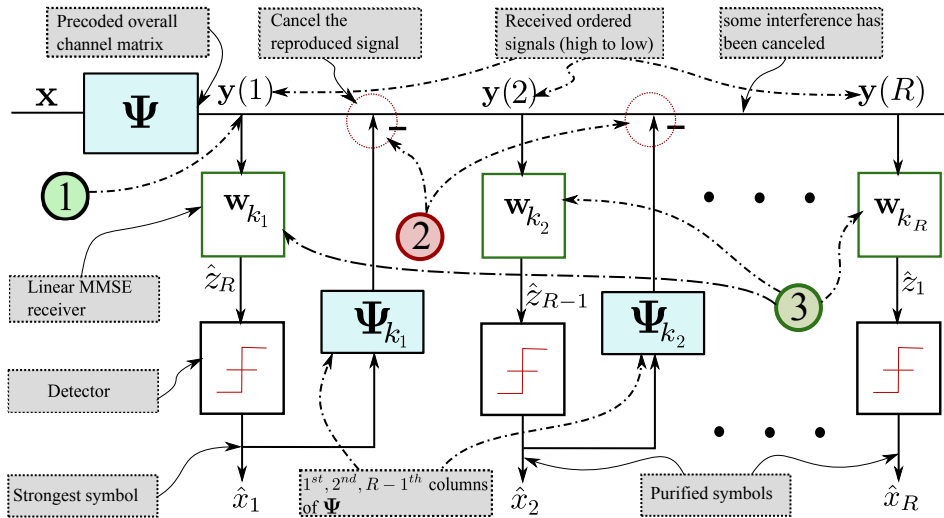 Precoded overall
channel matrix
Cancel the
reproduced signal
Received ordered
signals (high to low)
some interference has
been canceled
x
Ψ
y(1)
y(2)
y(R)
−
−
1
2
3
w_{k_1}
w_{k_2}
w_{k_R}
Linear MMSE
receiver
ẑ_R
ẑ_{R−1}
ẑ_1
Ψ_{k_1}
Ψ_{k_2}
Detector
Strongest symbol
1^{st}, 2^{nd}, R − 1^{th} columns
of Ψ
Purified symbols
x̂_1
x̂_2
x̂_R